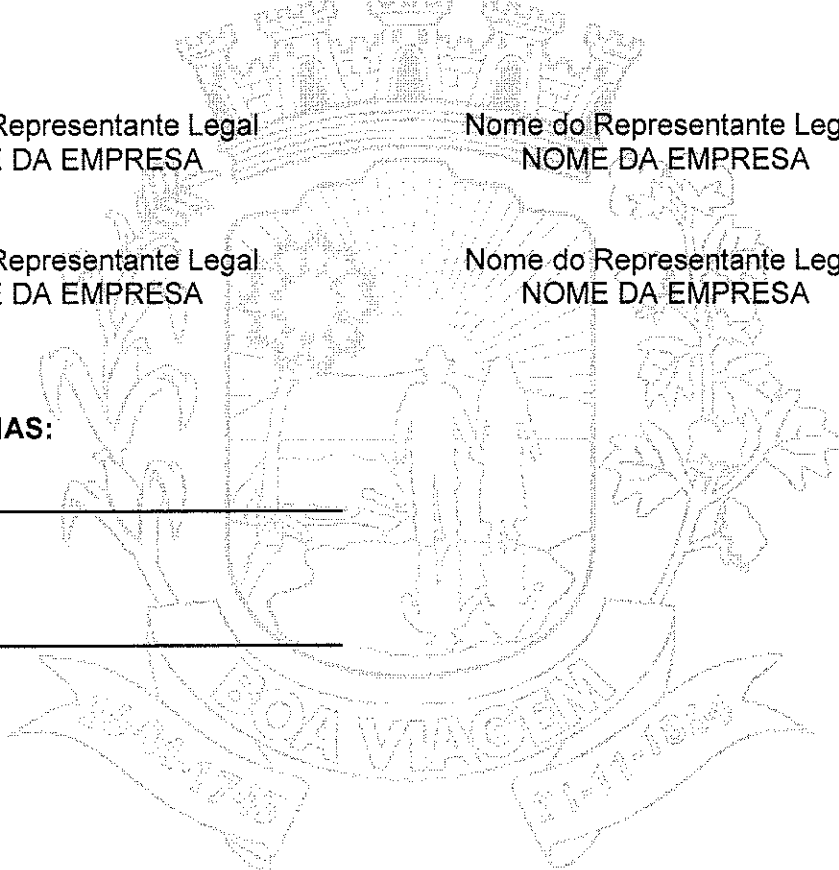 Representante Legal Nome do Representante Leg
E DA EMPRESA NOME DA EMPRESA
Representante Legal Nome do Representante Leg
E DA EMPRESA NOME DA EMPRESA
HAS:
BOA VIAGEM